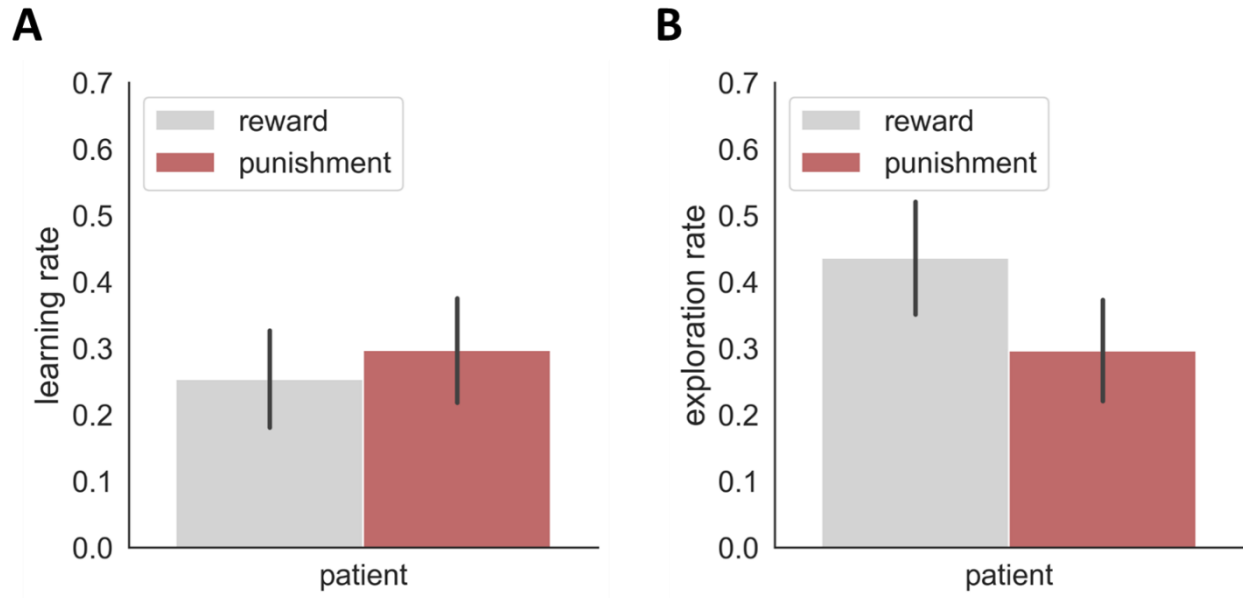 A
B
0.7
0.6
0.5
0.4
0.3
0.2
0.1
0.0
learning rate
reward
punishment
patient
0.7
0.6
0.5
0.4
0.3
0.2
0.1
0.0
exploration rate
reward
punishment
patient